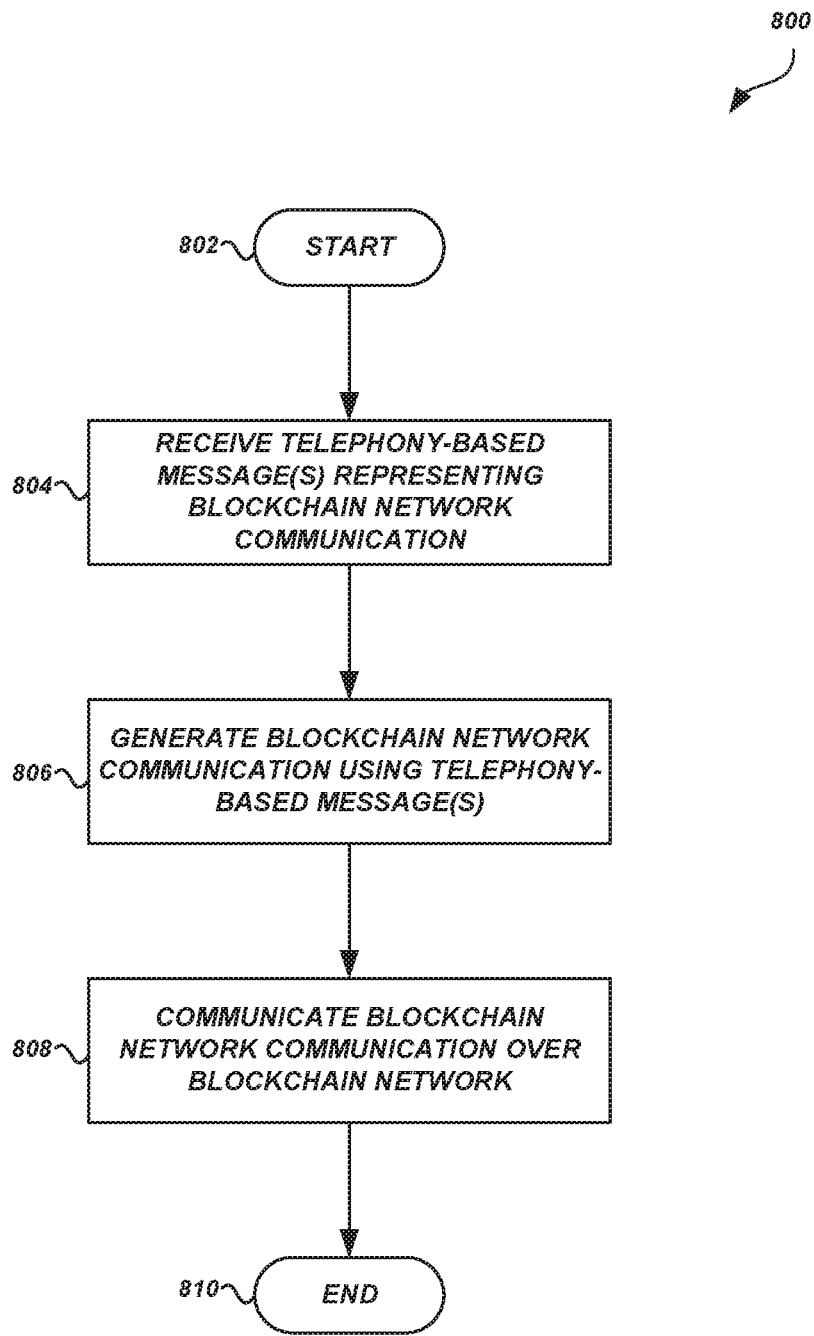 800
802
START
804
RECEIVE TELEPHONY-BASED
MESSAGE(S) REPRESENTING
BLOCKCHAIN NETWORK
COMMUNICATION
806
GENERATE BLOCKCHAIN NETWORK
COMMUNICATION USING TELEPHONY-
BASED MESSAGE(S)
808
COMMUNICATE BLOCKCHAIN
NETWORK COMMUNICATION OVER
BLOCKCHAIN NETWORK
810
END